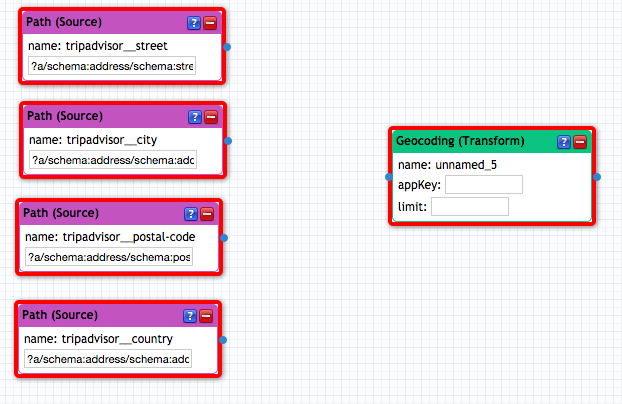 Path (Source)
?
name: tripadvisor__street
?a/schema:address/schema:stre
Path (Source)
?
name: tripadvisor__city
?a/schema:address/schema:adc
Path (Source)
?
name: tripadvisor__postal-code
?a/schema:address/schema:pos
Path (Source)
?
name: tripadvisor__country
?a/schema:address/schema:adc
Geocoding (Transform)
?
name: unnamed_5
appKey:
limit: